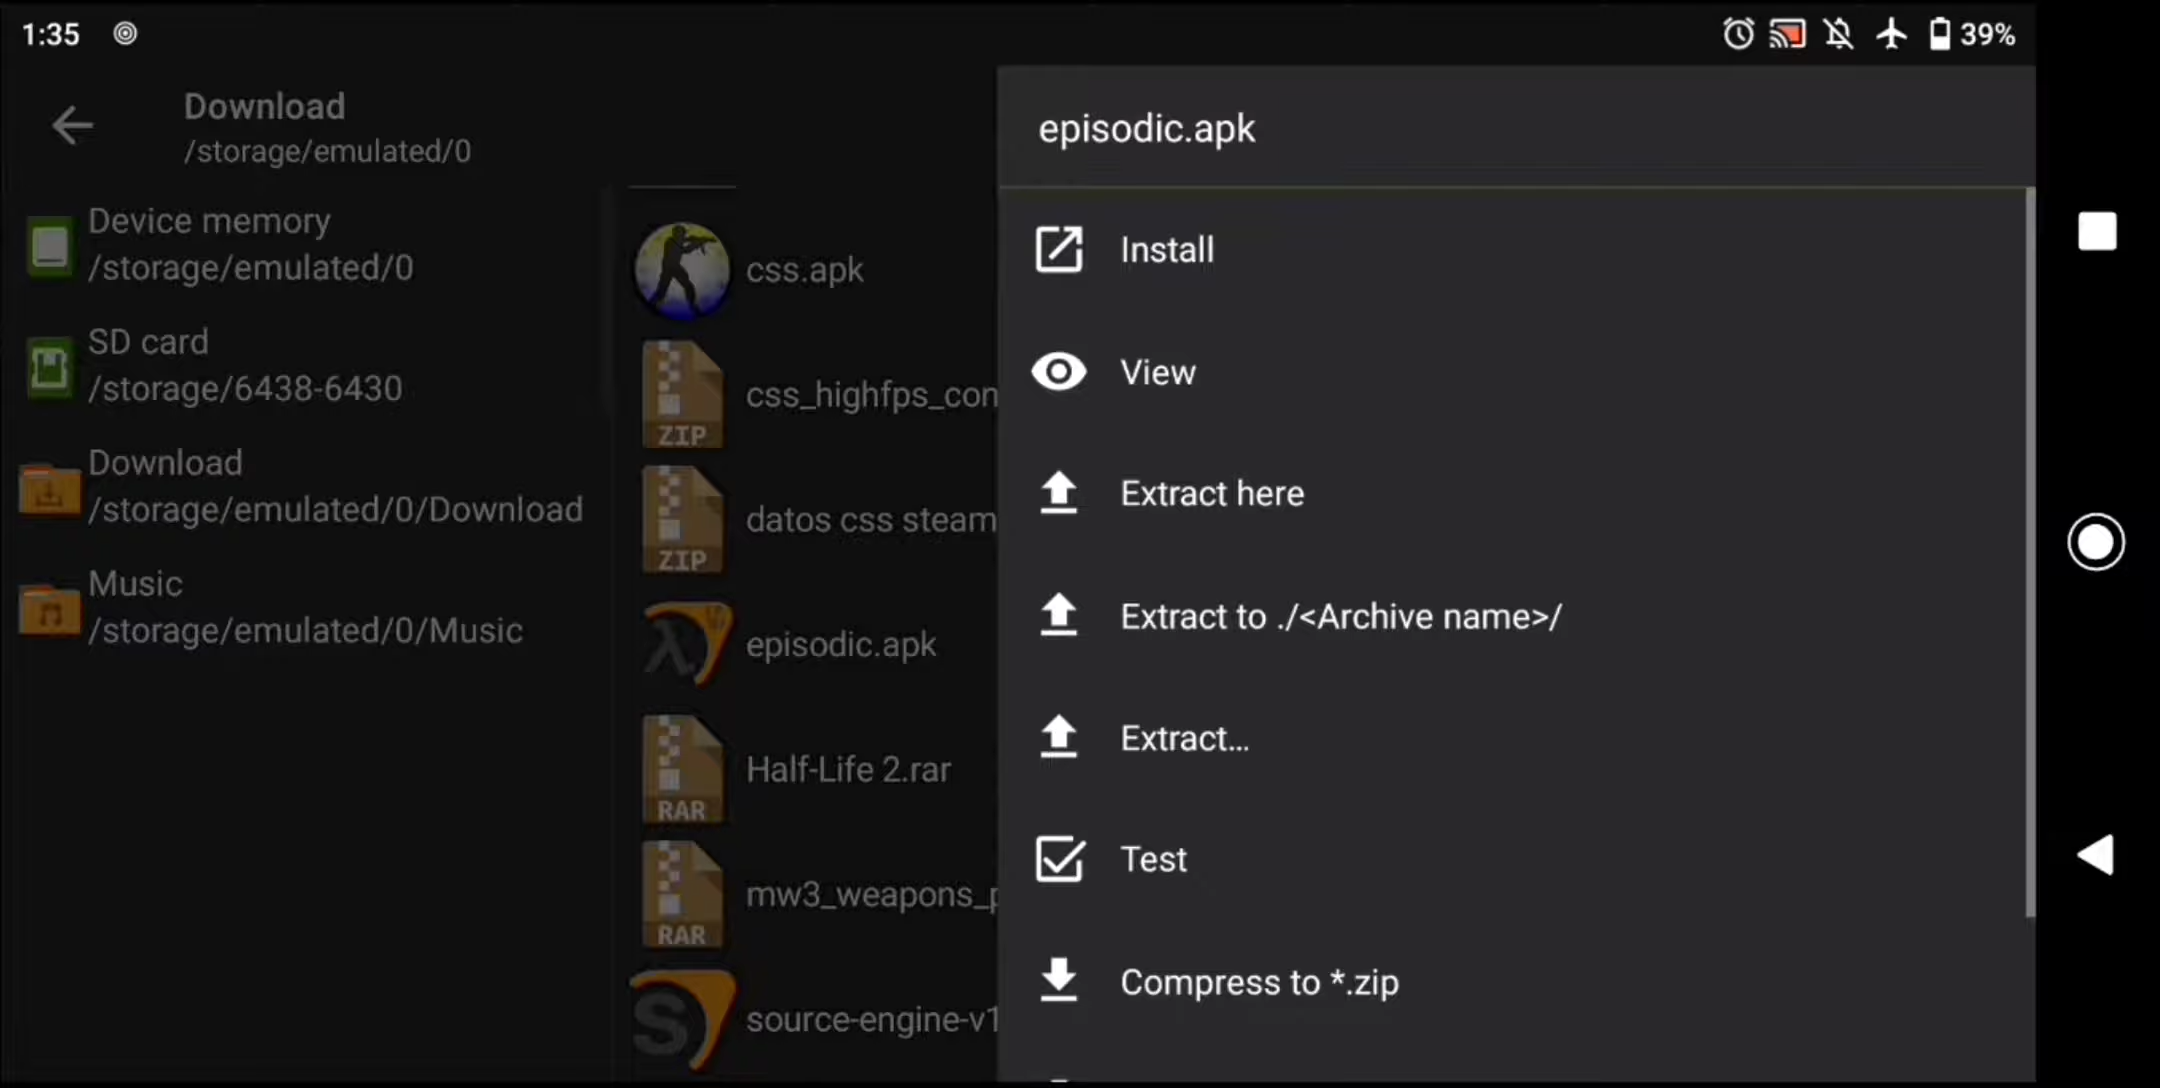 1:35
39%
Download
/storage/emulated/0
Device memory
/storage/emulated/0
SD card
/storage/6438-6430
Download
/storage/emulated/0/Download
Music
/storage/emulated/0/Music
css.apk
css_highfps_con
ZIP
datos css steam
ZIP
episodic.apk
Half-Life 2.rar
RAR
mw3_weapons_p
RAR
source-engine-v1
episodic.apk
Install
View
Extract here
Extract to ./<Archive name>/
Extract...
Test
Compress to *.zip